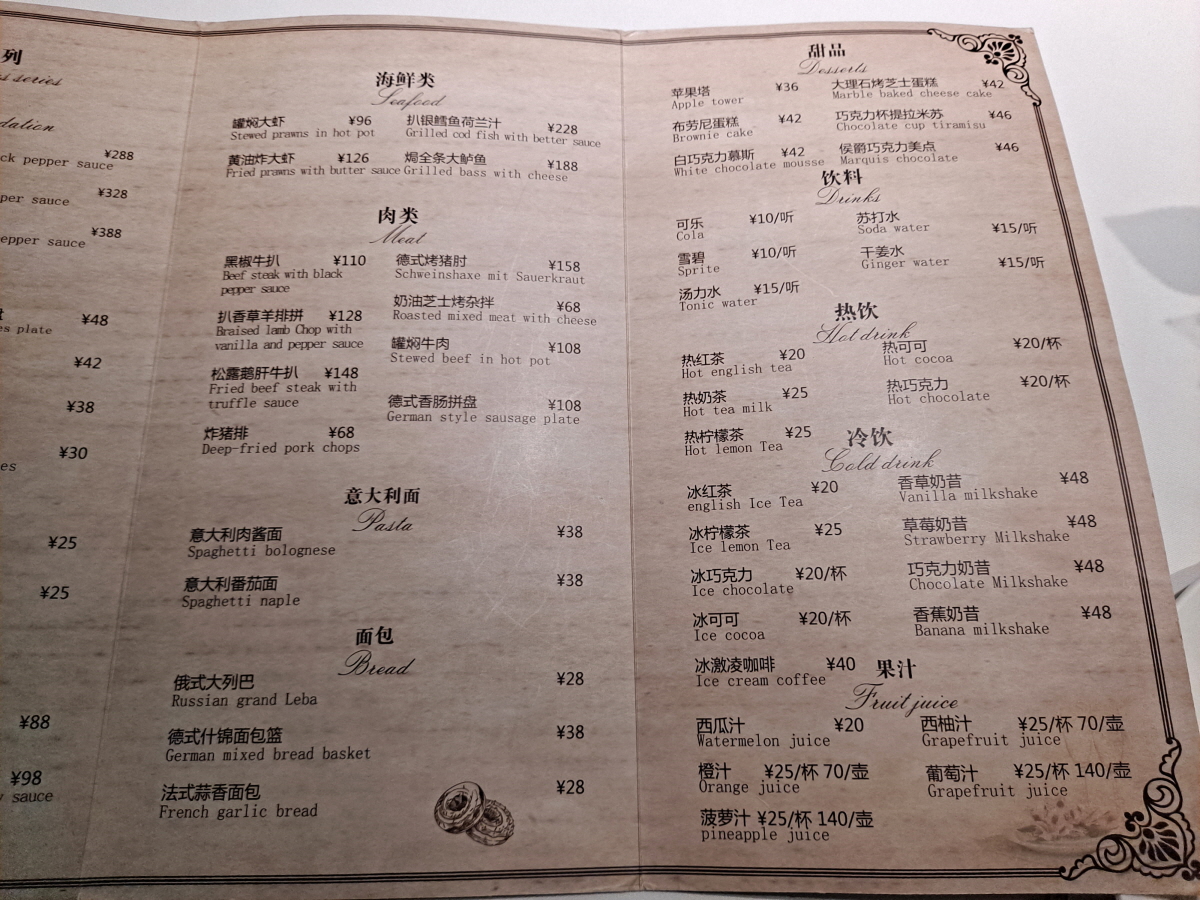 列
series
dation
ck pepper sauce ¥288
per sauce ¥328
epper sauce ¥388
es plate ¥48
¥42
¥38
es ¥30
¥25
¥25
¥88
¥98
sauce
海鲜类
Seafood
罐焖大虾 ¥96
Stewed prawns in hot pot
扒银鳕鱼荷兰汁 ¥228
Grilled cod fish with better sauce
黄油炸大虾 ¥126
Fried prawns with butter sauce
焗全条大鲈鱼 ¥188
Grilled bass with cheese
肉类
Meat
黑椒牛扒 ¥110
Beef steak with black
pepper sauce
德式烤猪肘 ¥158
Schweinshaxe mit Sauerkraut
奶油芝士烤杂拌 ¥68
Roasted mixed meat with cheese
扒香草羊排拼 ¥128
Braised lamb Chop with
vanilla and pepper sauce
罐焖牛肉 ¥108
Stewed beef in hot pot
松露鹅肝牛扒 ¥148
Fried beef steak with
truffle sauce
德式香肠拼盘 ¥108
German style sausage plate
炸猪排 ¥68
Deep-fried pork chops
意大利面
Pasta
意大利肉酱面 ¥38
Spaghetti bolognese
意大利番茄面 ¥38
Spaghetti naple
面包
Bread
俄式大列巴 ¥28
Russian grand Leba
德式什锦面包篮 ¥38
German mixed bread basket
法式蒜香面包 ¥28
French garlic bread
甜品
Desserts
苹果塔 ¥36
Apple tower
大理石烤芝士蛋糕 ¥42
Marble baked cheese cake
布劳尼蛋糕 ¥42
Brownie cake
巧克力杯提拉米苏 ¥46
Chocolate cup tiramisu
白巧克力慕斯 ¥42
White chocolate mousse
侯爵巧克力美点 ¥46
Marquis chocolate
饮料
Drinks
可乐 ¥10/听
Cola
苏打水 ¥15/听
Soda water
雪碧 ¥10/听
Sprite
干姜水 ¥15/听
Ginger water
汤力水 ¥15/听
Tonic water
热饮
Hot drink
热红茶 ¥20
Hot english tea
热可可 ¥20/杯
Hot cocoa
热奶茶 ¥25
Hot tea milk
热巧克力 ¥20/杯
Hot chocolate
热柠檬茶 ¥25
Hot lemon Tea
冷饮
Cold drink
冰红茶 ¥20
english Ice Tea
香草奶昔 ¥48
Vanilla milkshake
冰柠檬茶 ¥25
Ice lemon Tea
草莓奶昔 ¥48
Strawberry Milkshake
冰巧克力 ¥20/杯
Ice chocolate
巧克力奶昔 ¥48
Chocolate Milkshake
冰可可 ¥20/杯
Ice cocoa
香蕉奶昔 ¥48
Banana milkshake
冰激凌咖啡 ¥40
Ice cream coffee
果汁
Fruit juice
西瓜汁 ¥20
Watermelon juice
西柚汁 ¥25/杯 70/壶
Grapefruit juice
橙汁 ¥25/杯 70/壶
Orange juice
葡萄汁 ¥25/杯 140/壶
Grapefruit juice
菠萝汁 ¥25/杯 140/壶
pineapple juice